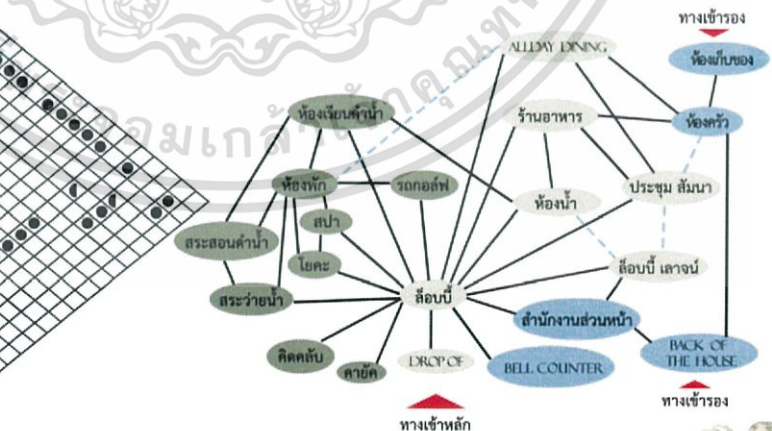 ทางเข้ารอง
ALLDAY DINING
ห้องเก็บของ
ห้องเรียนดำน้ำ
ร้านอาหาร
ห้องครัว
ห้องพัก
รถกอล์ฟ
ประชุม สัมนา
ห้องน้ำ
สปา
สระสอนดำน้ำ
โยคะ
ล็อบบี้ เลาจน์
สระว่ายน้ำ
ล็อบบี้
สำนักงานส่วนหน้า
คิดคลับ
คายัค
DROP OF
BELL COUNTER
BACK OF
THE HOUSE
ทางเข้ารอง
ทางเข้าหลัก